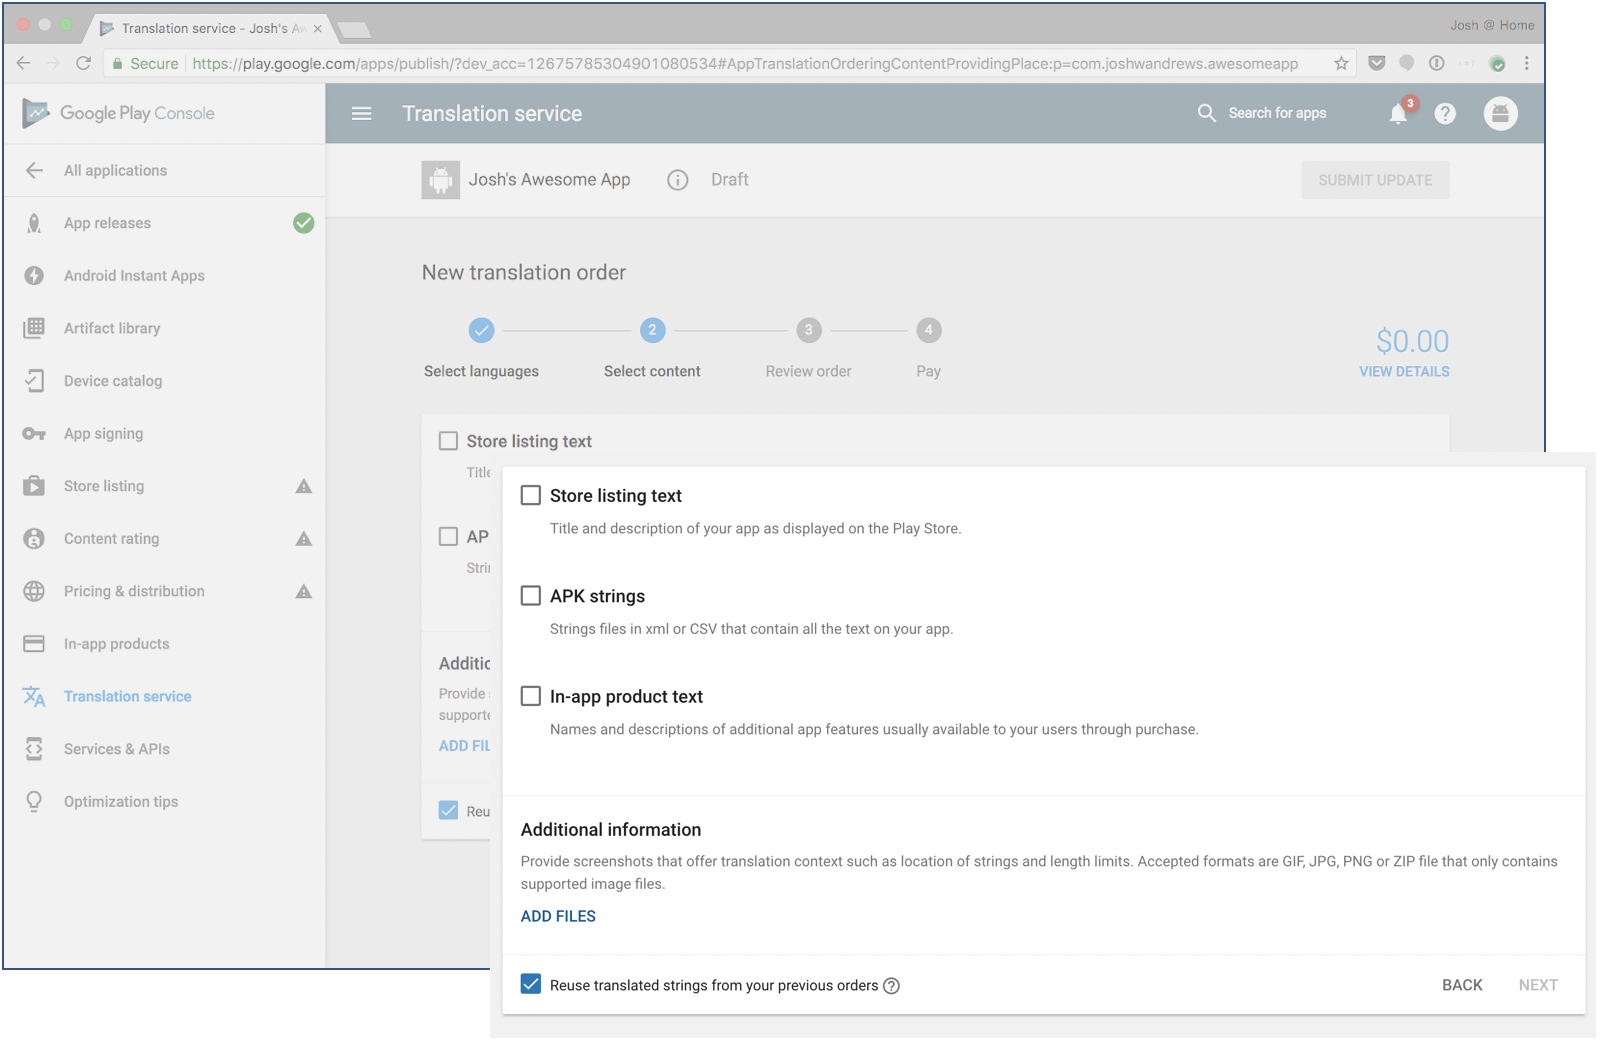 Translation service - Josh's Aw
Josh @ Home
Secure https://play.google.com/apps/publish/?dev_acc=12675785304901080534#AppTranslationOrderingContentProvidingPlace:p=com.joshwandrews.awesomeapp
Google Play Console
Translation service
Search for apps
3
All applications
Josh's Awesome App
Draft
SUBMIT UPDATE
App releases
Android Instant Apps
Artifact library
Device catalog
App signing
Store listing
Content rating
Pricing & distribution
In-app products
Translation service
Services & APIs
Optimization tips
New translation order
2 3 4
Select languages Select content Review order Pay
$0.00
VIEW DETAILS
Store listing text
Title
AP
Strin
Additio
Provide
supporte
ADD FIL
Reu
Store listing text
Title and description of your app as displayed on the Play Store.
APK strings
Strings files in xml or CSV that contain all the text on your app.
In-app product text
Names and descriptions of additional app features usually available to your users through purchase.
Additional information
Provide screenshots that offer translation context such as location of strings and length limits. Accepted formats are GIF, JPG, PNG or ZIP file that only contains
supported image files.
ADD FILES
Reuse translated strings from your previous orders ?
BACK NEXT